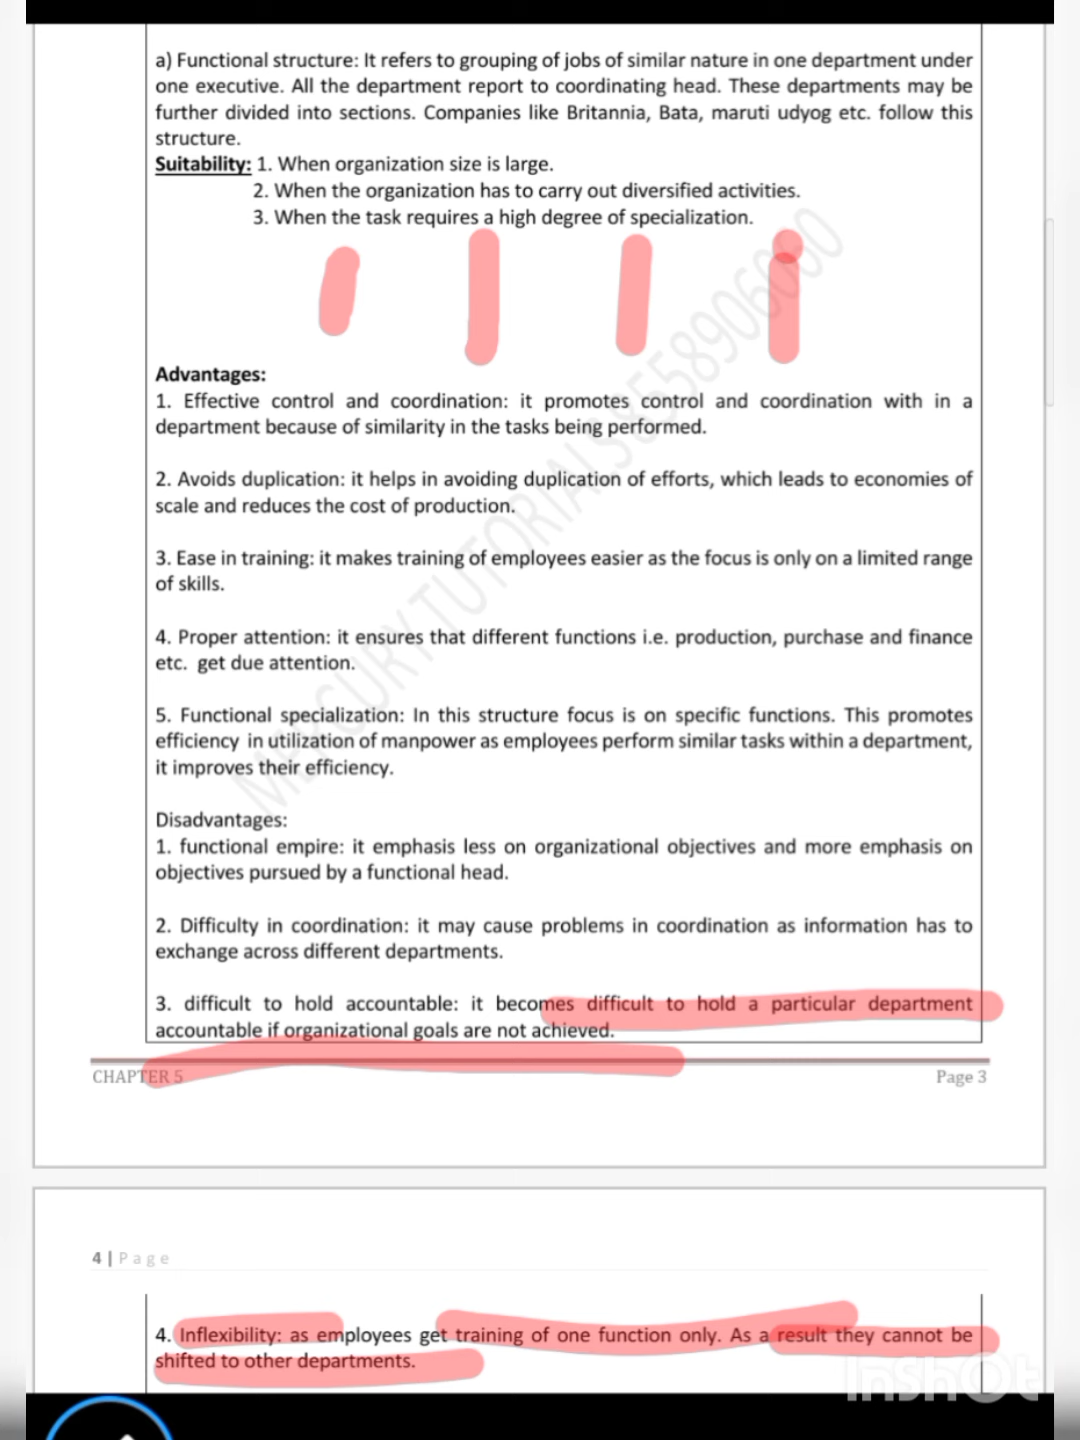 a) Functional structure: It refers to grouping of jobs of similar nature in one department under
one executive. All the department report to coordinating head. These departments may be
further divided into sections. Companies like Britannia, Bata, maruti udyog etc. follow this
structure.
Suitability: 1. When organization size is large.
2. When the organization has to carry out diversified activities.
3. When the task requires a high degree of specialization.
Advantages:
1. Effective control and coordination: it promotes control and coordination with in a
department because of similarity in the tasks being performed.
2. Avoids duplication: it helps in avoiding duplication of efforts, which leads to economies of
scale and reduces the cost of production.
3. Ease in training: it makes training of employees easier as the focus is only on a limited range
of skills.
4. Proper attention: it ensures that different functions i.e. production, purchase and finance
etc. get due attention.
5. Functional specialization: In this structure focus is on specific functions. This promotes
efficiency in utilization of manpower as employees perform similar tasks within a department,
it improves their efficiency.
Disadvantages:
1. functional empire: it emphasis less on organizational objectives and more emphasis on
objectives pursued by a functional head.
2. Difficulty in coordination: it may cause problems in coordination as information has to
exchange across different departments.
3. difficult to hold accountable: it becomes difficult to hold a particular department
accountable if organizational goals are not achieved.
MERCURY TUTORIALS
CHAPTER 5 Page 3
4 | Page
4. Inflexibility: as employees get training of one function only. As a result they cannot be
shifted to other departments.
InShOt